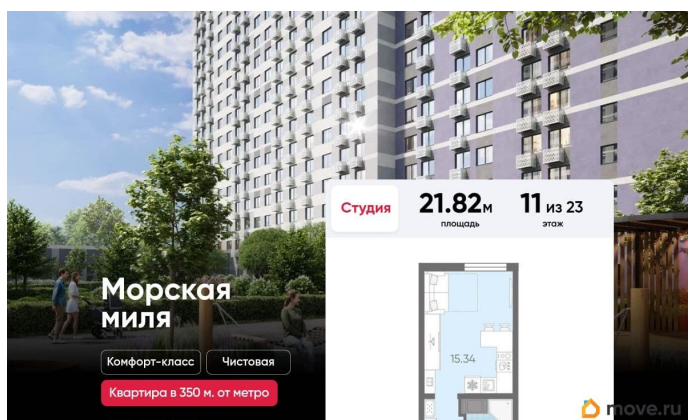 Студия
21.82м
площадь
11 из 23
этаж
Морская
миля
Комфорт-класс
Чистовая
Квартира в 350 м. от метро
15.34
move.ru